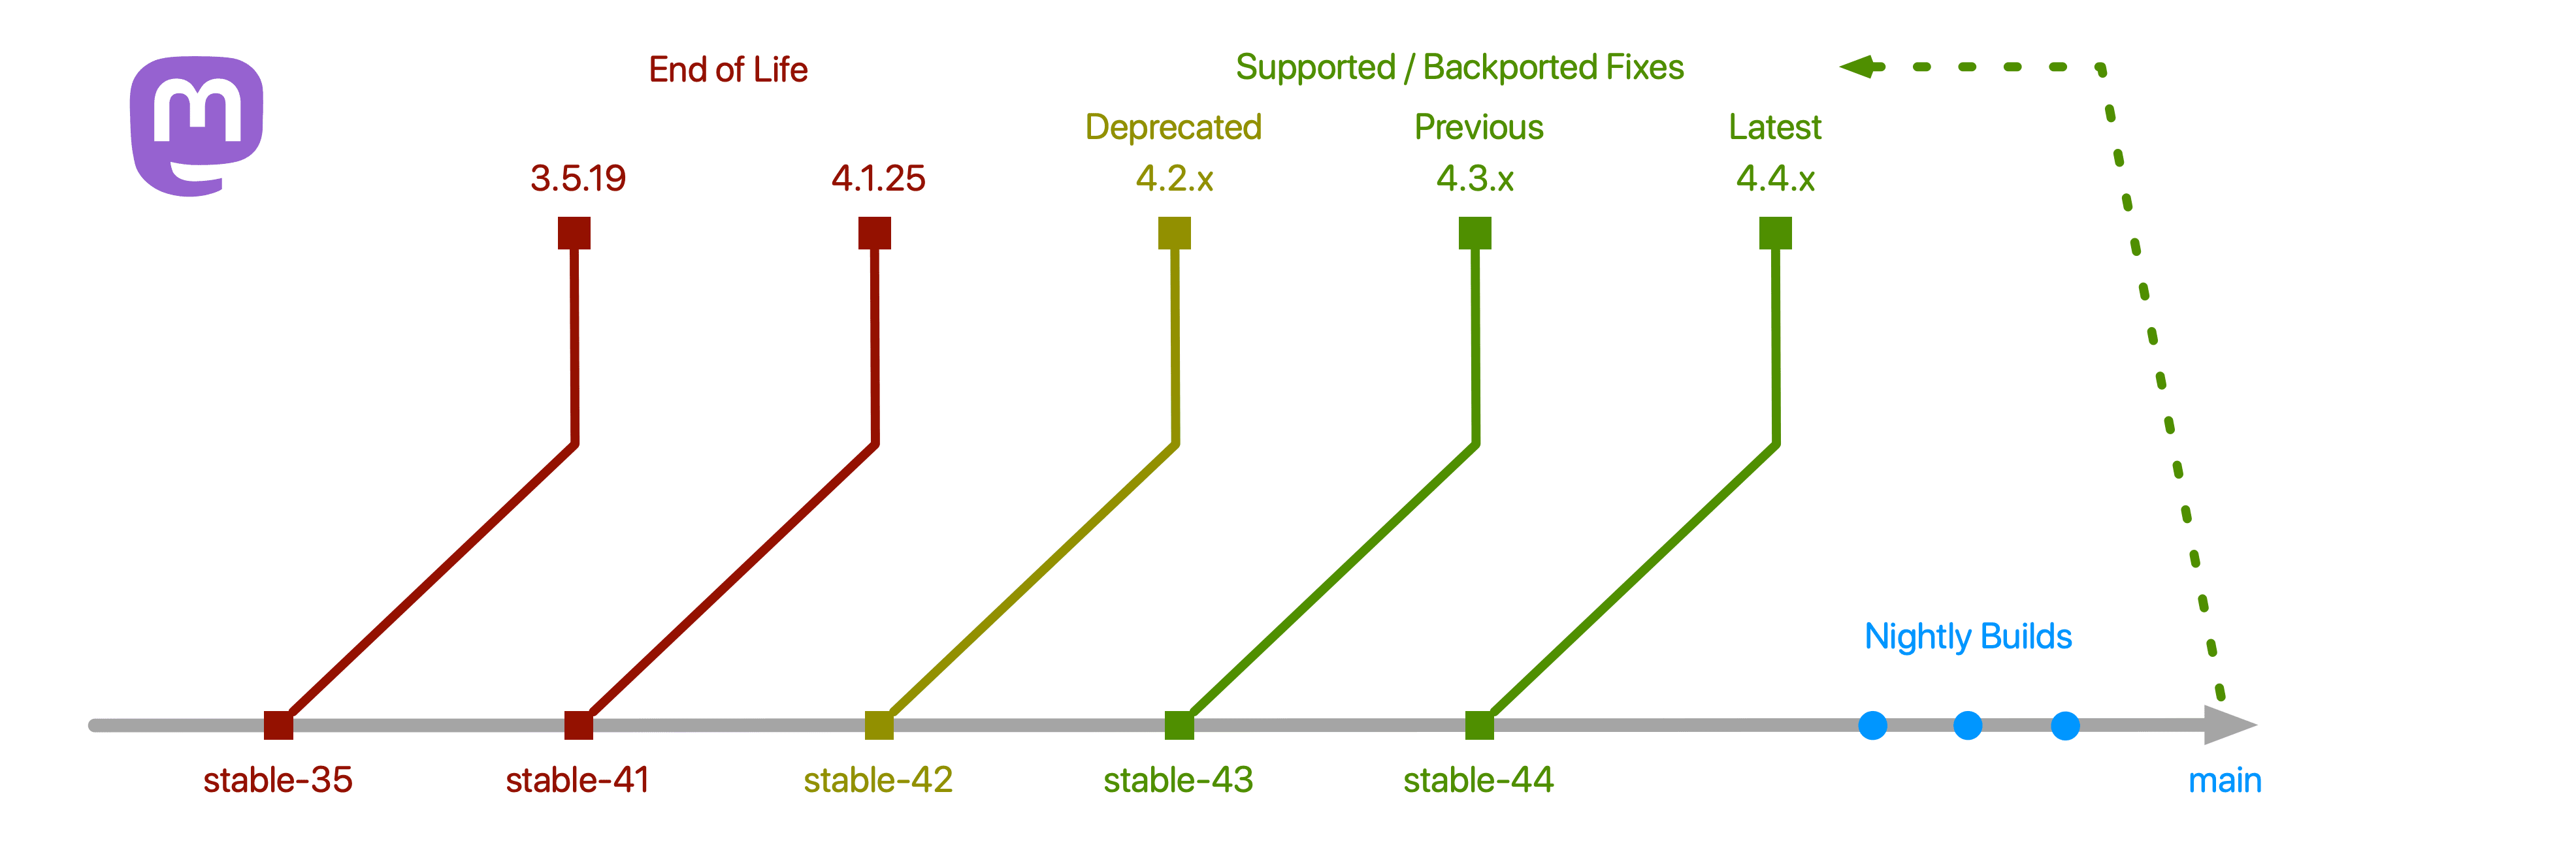 End of Life
Supported / Backported Fixes
Deprecated
Previous
Latest
3.5.19
4.1.25
4.2.x
4.3.x
4.4.x
Nightly Builds
stable-35
stable-41
stable-42
stable-43
stable-44
main